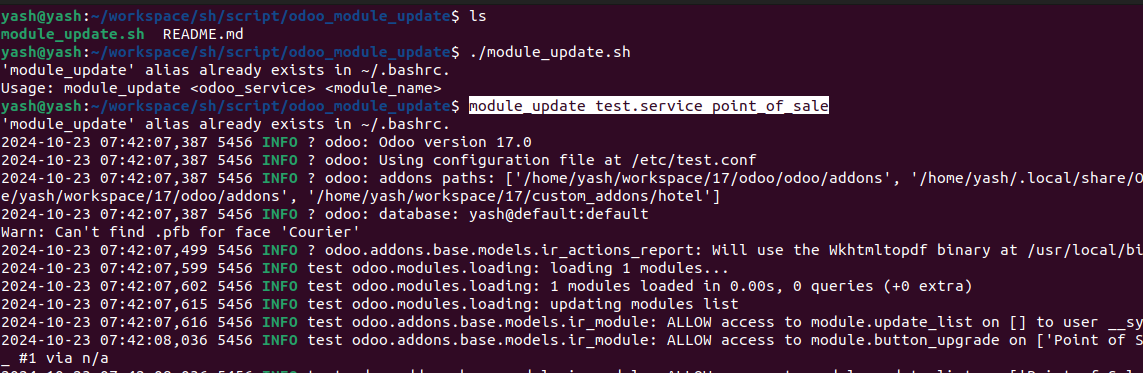 yash@yash:~/workspace/sh/script/odoo_module_update$ ls
module_update.sh  README.md
yash@yash:~/workspace/sh/script/odoo_module_update$ ./module_update.sh
'module_update' alias already exists in ~/.bashrc.
Usage: module_update <odoo_service> <module_name>
yash@yash:~/workspace/sh/script/odoo_module_update$ module_update test.service point_of_sale
'module_update' alias already exists in ~/.bashrc.
2024-10-23 07:42:07,387 5456 INFO ? odoo: Odoo version 17.0
2024-10-23 07:42:07,387 5456 INFO ? odoo: Using configuration file at /etc/test.conf
2024-10-23 07:42:07,387 5456 INFO ? odoo: addons paths: ['/home/yash/workspace/17/odoo/odoo/addons', '/home/yash/.local/share/O
e/yash/workspace/17/odoo/addons', '/home/yash/workspace/17/custom_addons/hotel']
2024-10-23 07:42:07,387 5456 INFO ? odoo: database: yash@default:default
Warn: Can't find .pfb for face 'Courier'
2024-10-23 07:42:07,499 5456 INFO ? odoo.addons.base.models.ir_actions_report: Will use the Wkhtmltopdf binary at /usr/local/bi
2024-10-23 07:42:07,599 5456 INFO test odoo.modules.loading: loading 1 modules...
2024-10-23 07:42:07,602 5456 INFO test odoo.modules.loading: 1 modules loaded in 0.00s, 0 queries (+0 extra)
2024-10-23 07:42:07,615 5456 INFO test odoo.modules.loading: updating modules list
2024-10-23 07:42:07,616 5456 INFO test odoo.addons.base.models.ir_module: ALLOW access to module.update_list on [] to user __sy
2024-10-23 07:42:08,036 5456 INFO test odoo.addons.base.models.ir_module: ALLOW access to module.button_upgrade on ['Point of S
_ #1 via n/a